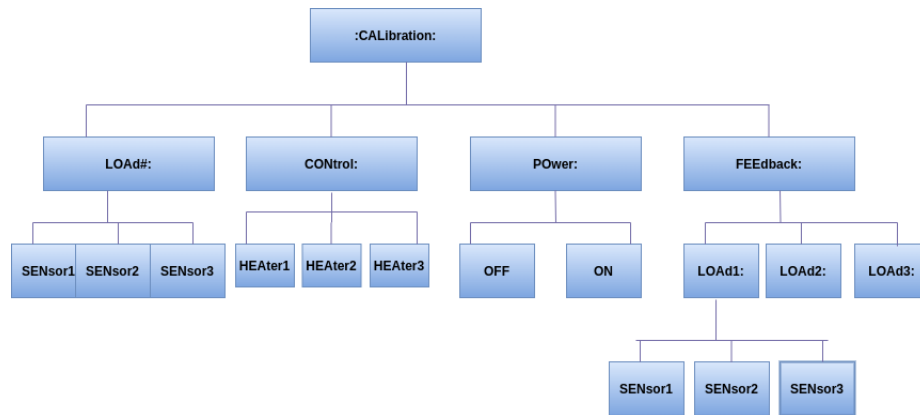 :CALibration:
LOAd#:
CONtrol:
POwer:
FEEdback:
SENsor1
SENsor2
SENsor3
HEAter1
HEAter2
HEAter3
OFF
ON
LOAd1:
LOAd2:
LOAd3:
SENsor1
SENsor2
SENsor3